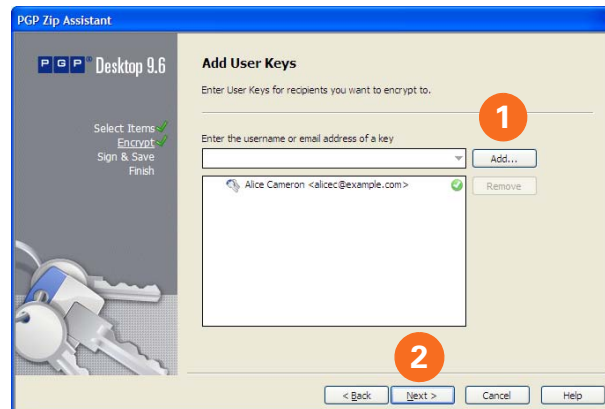 PGP Zip Assistant
PGP® Desktop 9.6
Select Items
Encrypt
Sign & Save
Finish
Add User Keys
Enter User Keys for recipients you want to encrypt to.
1
Enter the username or email address of a key
Add...
Alice Cameron <alicec@example.com>
Remove
2
< Back
Next >
Cancel
Help